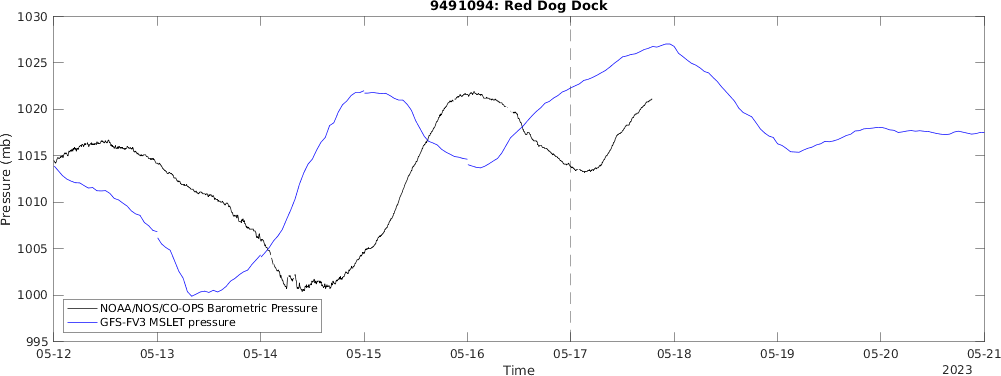 9491094: Red Dog Dock
1030
1025
1020
1015
1010
1005
1000
995
Pressure (mb)
NOAA/NOS/CO-OPS Barometric Pressure
GFS-FV3 MSLET pressure
05-12 05-13 05-14 05-15 05-16 05-17 05-18 05-19 05-20 05-21
Time
2023